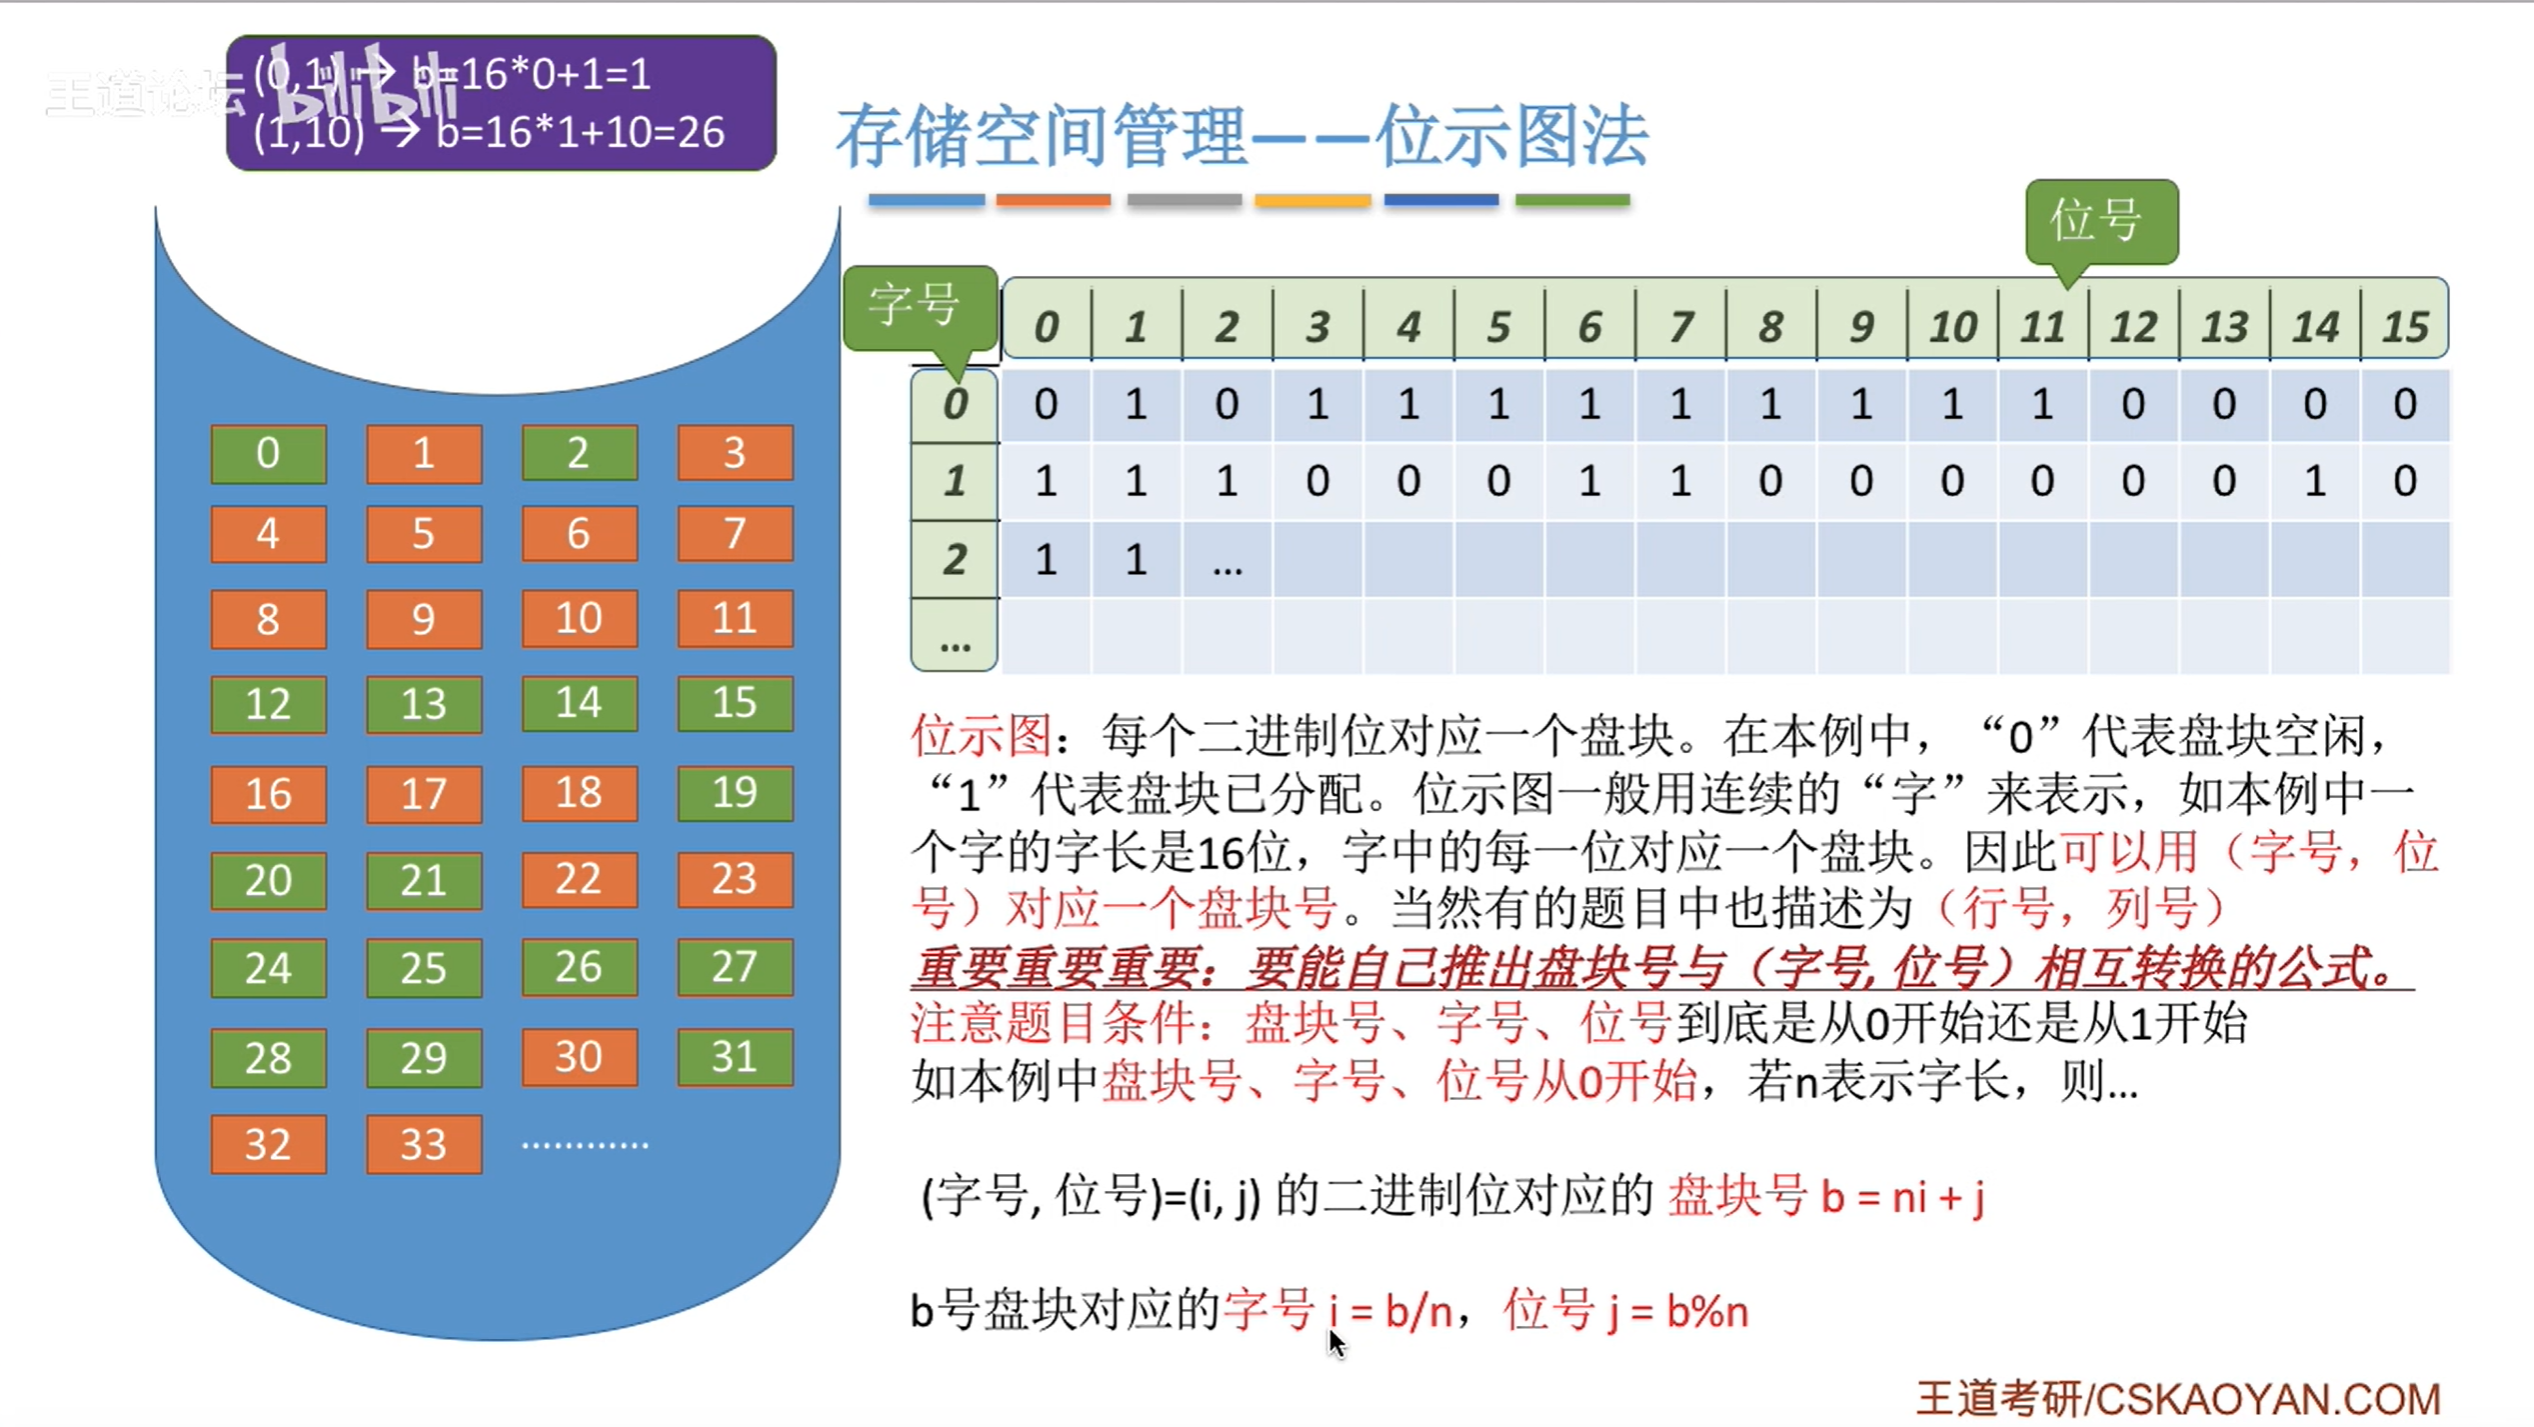 王道论坛 bilibili
(0,1) → b=16*0+1=1
(1,10) → b=16*1+10=26
存储空间管理——位示图法
位号
字号
0 1 2 3 4 5 6 7 8 9 10 11 12 13 14 15
0 0 1 0 1 1 1 1 1 1 1 1 1 0 0 0 0
1 1 1 1 0 0 0 1 1 0 0 0 0 0 0 1 0
2 1 1 ...
...
0 1 2 3
4 5 6 7
8 9 10 11
12 13 14 15
16 17 18 19
20 21 22 23
24 25 26 27
28 29 30 31
32 33 …………
位示图：每个二进制位对应一个盘块。在本例中，“0”代表盘块空闲，
“1”代表盘块已分配。位示图一般用连续的“字”来表示，如本例中一
个字的字长是16位，字中的每一位对应一个盘块。因此可以用（字号，位
号）对应一个盘块号。当然有的题目中也描述为（行号，列号）
重要重要重要：要能自己推出盘块号与（字号, 位号）相互转换的公式。
注意题目条件：盘块号、字号、位号到底是从0开始还是从1开始
如本例中盘块号、字号、位号从0开始，若n表示字长，则...
(字号, 位号)=(i, j) 的二进制位对应的 盘块号 b = ni + j
b号盘块对应的字号 i = b/n，位号 j = b%n
王道考研/CSKAOYAN.COM